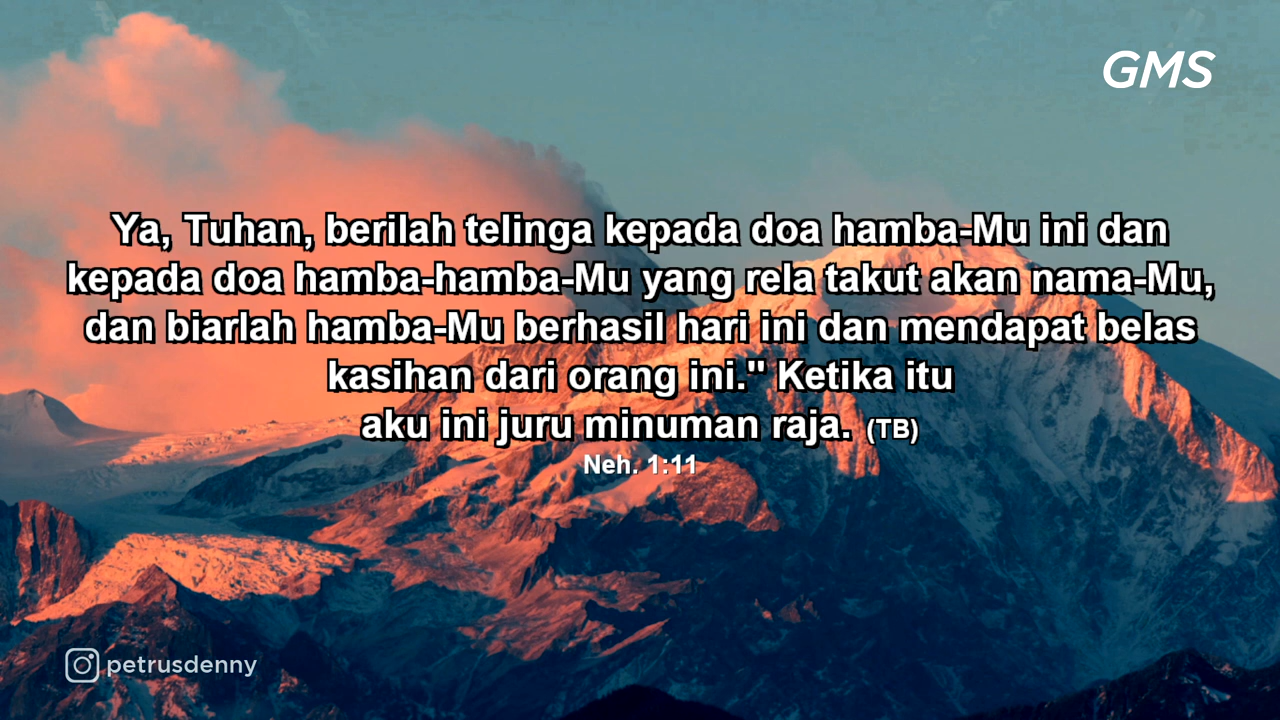 GMS
Ya, Tuhan, berilah telinga kepada doa hamba-Mu ini dan
kepada doa hamba-hamba-Mu yang rela takut akan nama-Mu,
dan biarlah hamba-Mu berhasil hari ini dan mendapat belas
kasihan dari orang ini." Ketika itu
aku ini juru minuman raja. (TB)
Neh. 1:11
petrusdenny